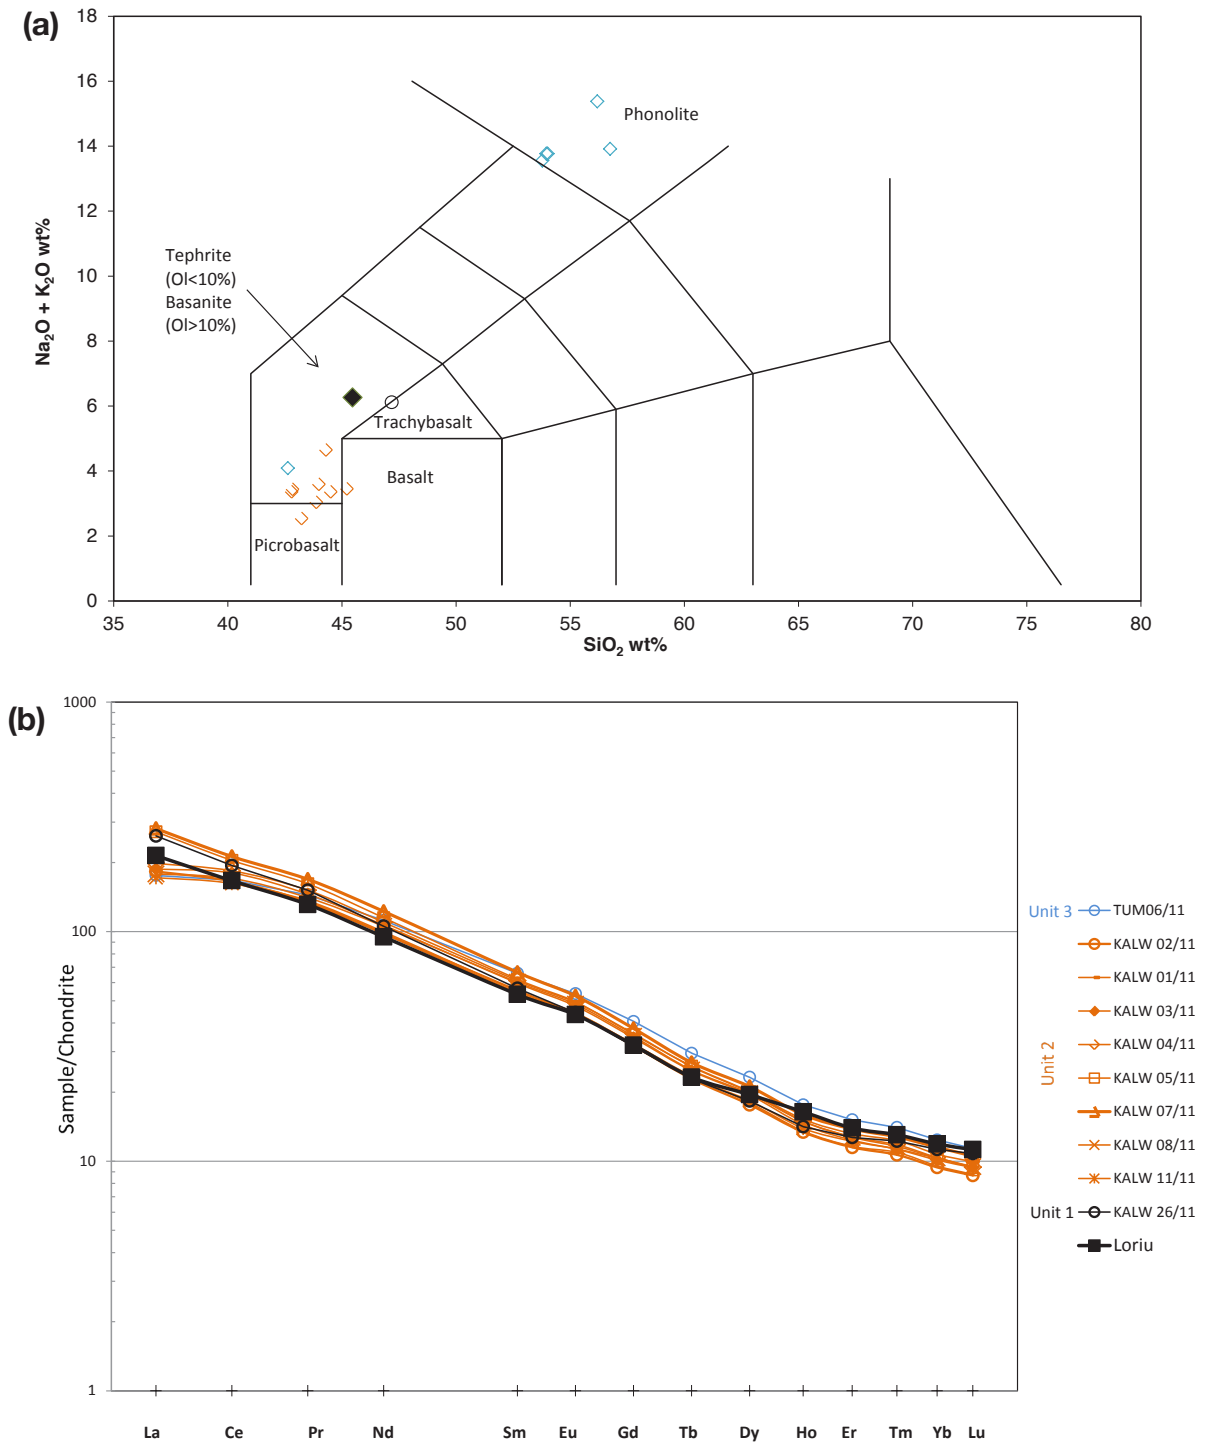 (a)
18
16
14
12
10
8
6
4
2
0
Na₂O + K₂O wt%
Phonolite
Tephrite
(Ol<10%)
Basanite
(Ol>10%)
Trachybasalt
Basalt
Picrobasalt
35 40 45 50 55 60 65 70 75 80
SiO₂ wt%
(b)
1000
100
10
1
Sample/Chondrite
La Ce Pr Nd Sm Eu Gd Tb Dy Ho Er Tm Yb Lu
Unit 3 TUM06/11
KALW 02/11
KALW 01/11
KALW 03/11
Unit 2
KALW 04/11
KALW 05/11
KALW 07/11
KALW 08/11
KALW 11/11
Unit 1 KALW 26/11
Loriu